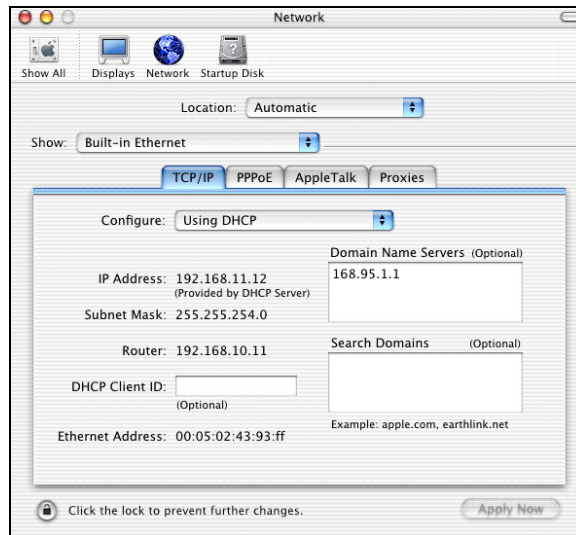 Network
Show All Displays Network Startup Disk
Location: Automatic
Show: Built-in Ethernet
TCP/IP PPPoE AppleTalk Proxies
Configure: Using DHCP
Domain Name Servers (Optional)
168.95.1.1
IP Address: 192.168.11.12
(Provided by DHCP Server)
Subnet Mask: 255.255.254.0
Router: 192.168.10.11
Search Domains (Optional)
DHCP Client ID:
(Optional)
Example: apple.com, earthlink.net
Ethernet Address: 00:05:02:43:93:ff
Click the lock to prevent further changes.
Apply Now